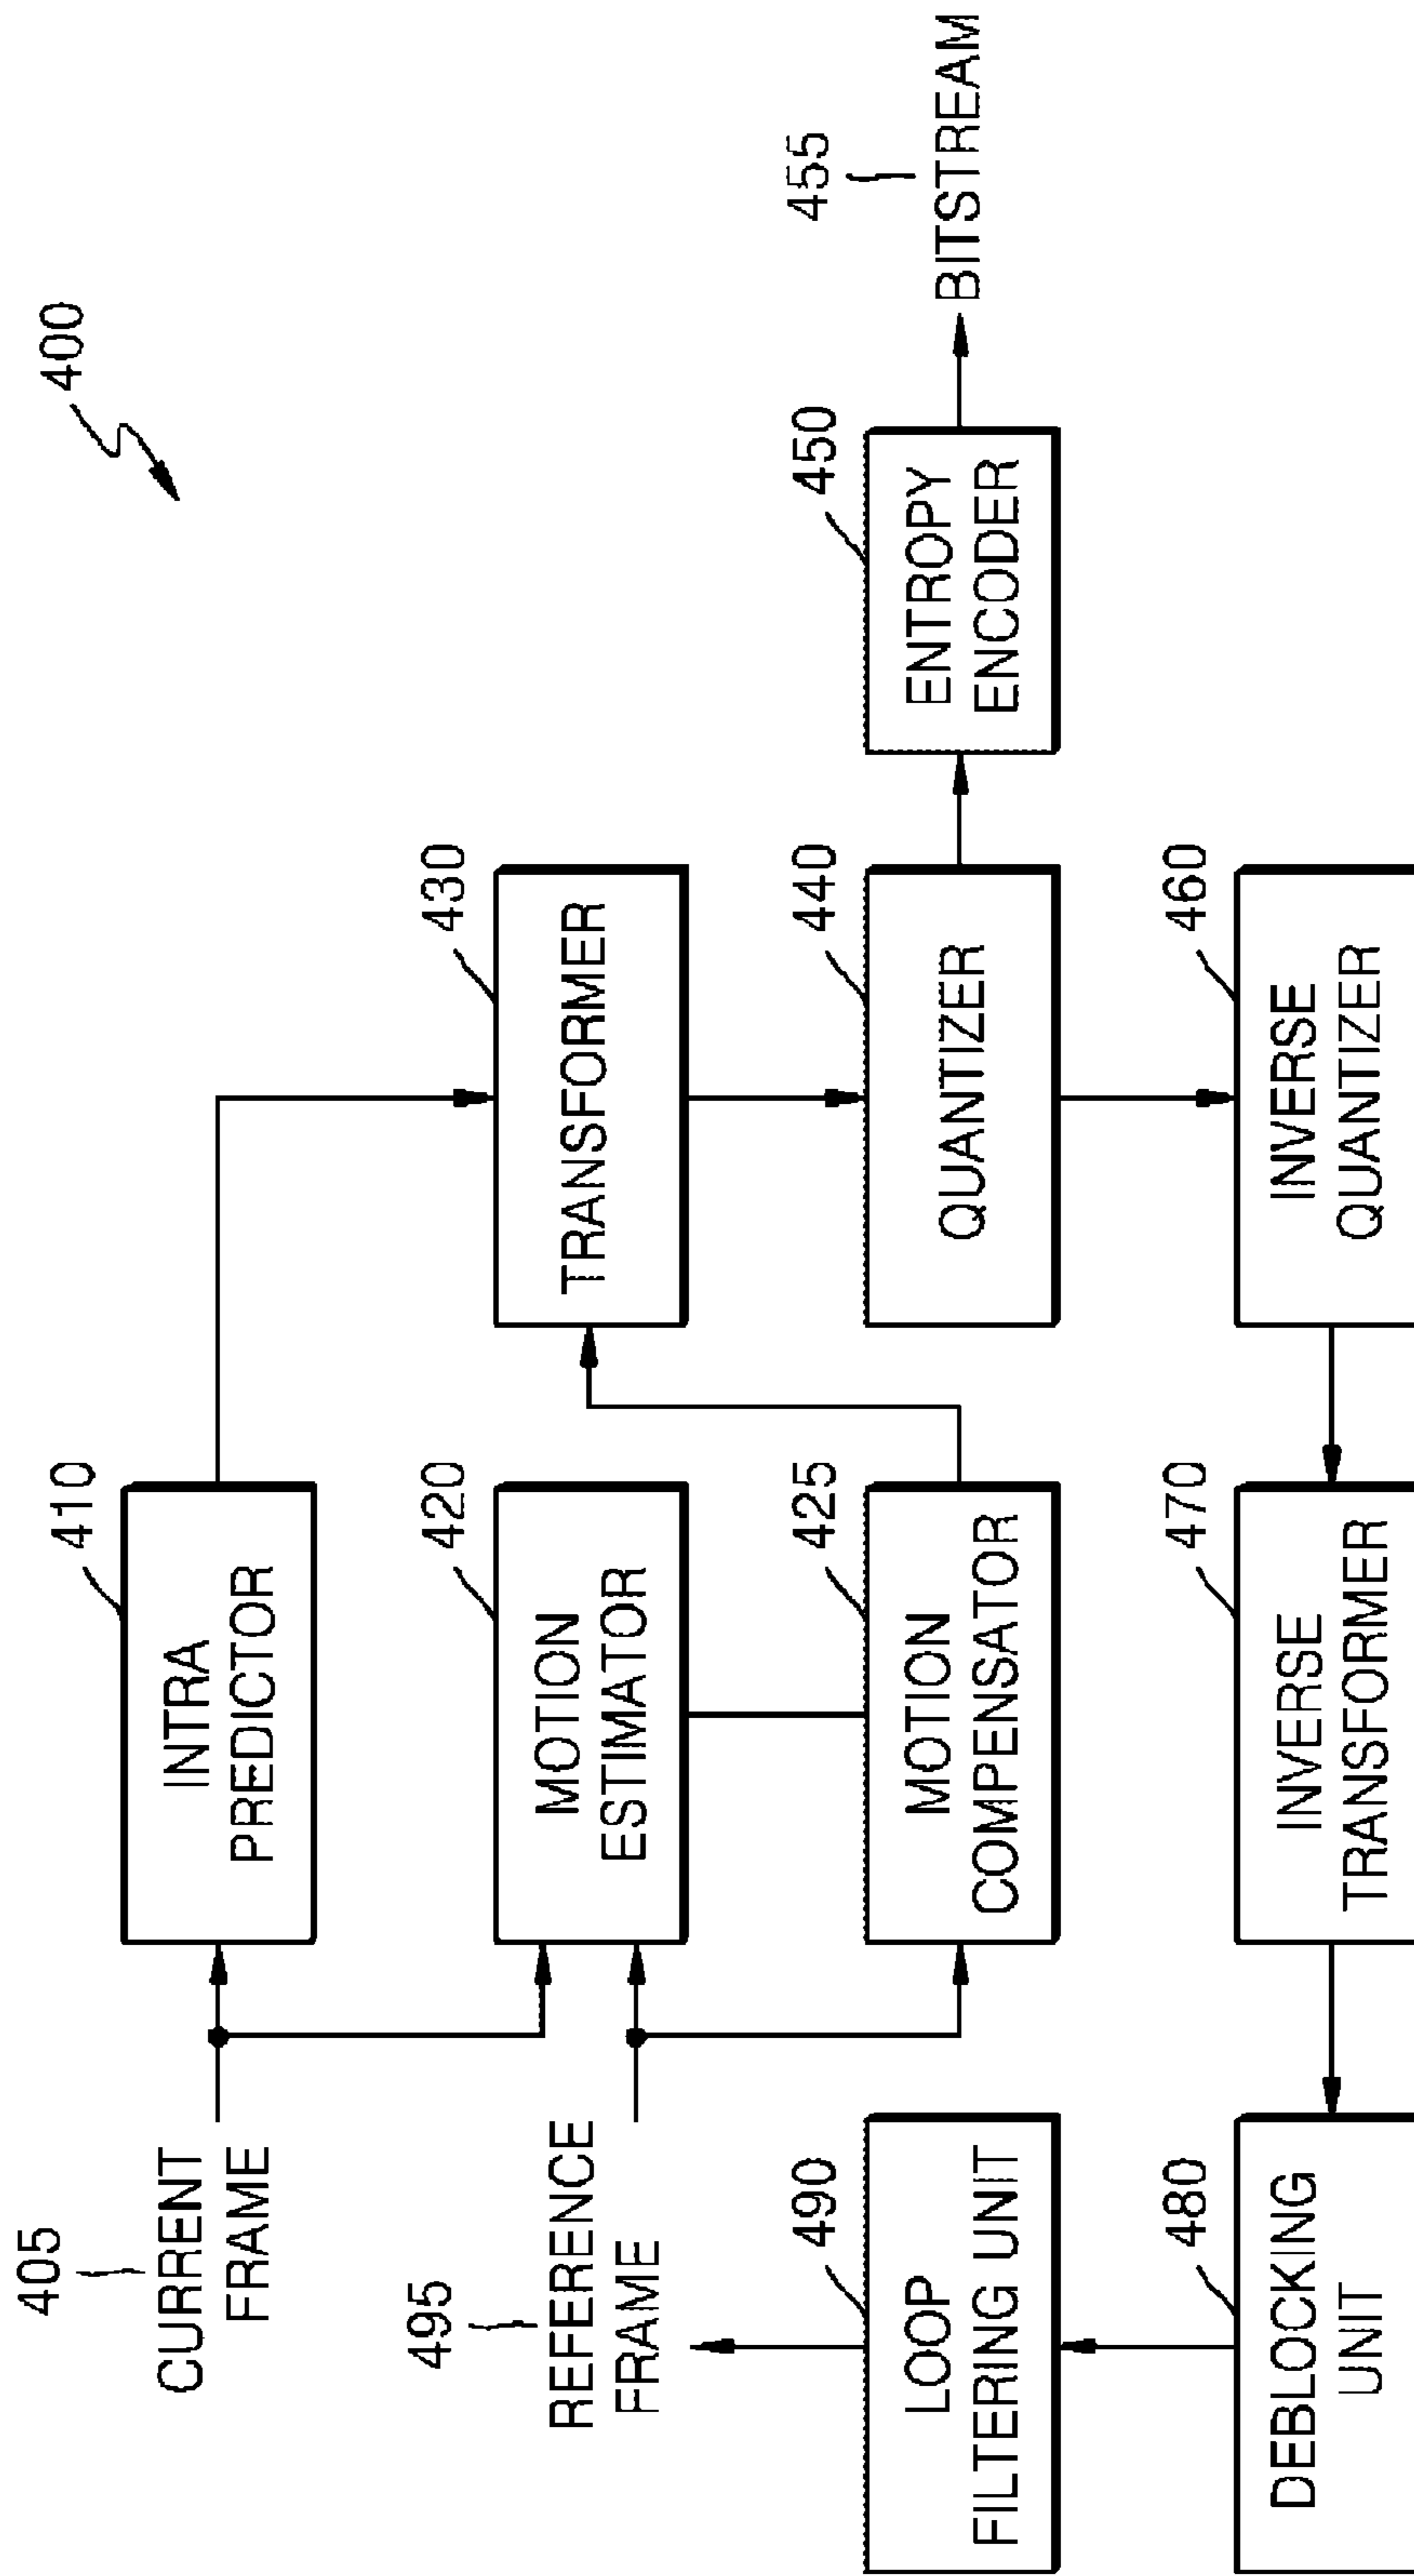 400
405
CURRENT
FRAME
410
INTRA
PREDICTOR
495
REFERENCE
FRAME
420
MOTION
ESTIMATOR
430
TRANSFORMER
490
LOOP
FILTERING UNIT
425
MOTION
COMPENSATOR
440
QUANTIZER
450
ENTROPY
ENCODER
455
BITSTREAM
480
DEBLOCKING
UNIT
470
INVERSE
TRANSFORMER
460
INVERSE
QUANTIZER